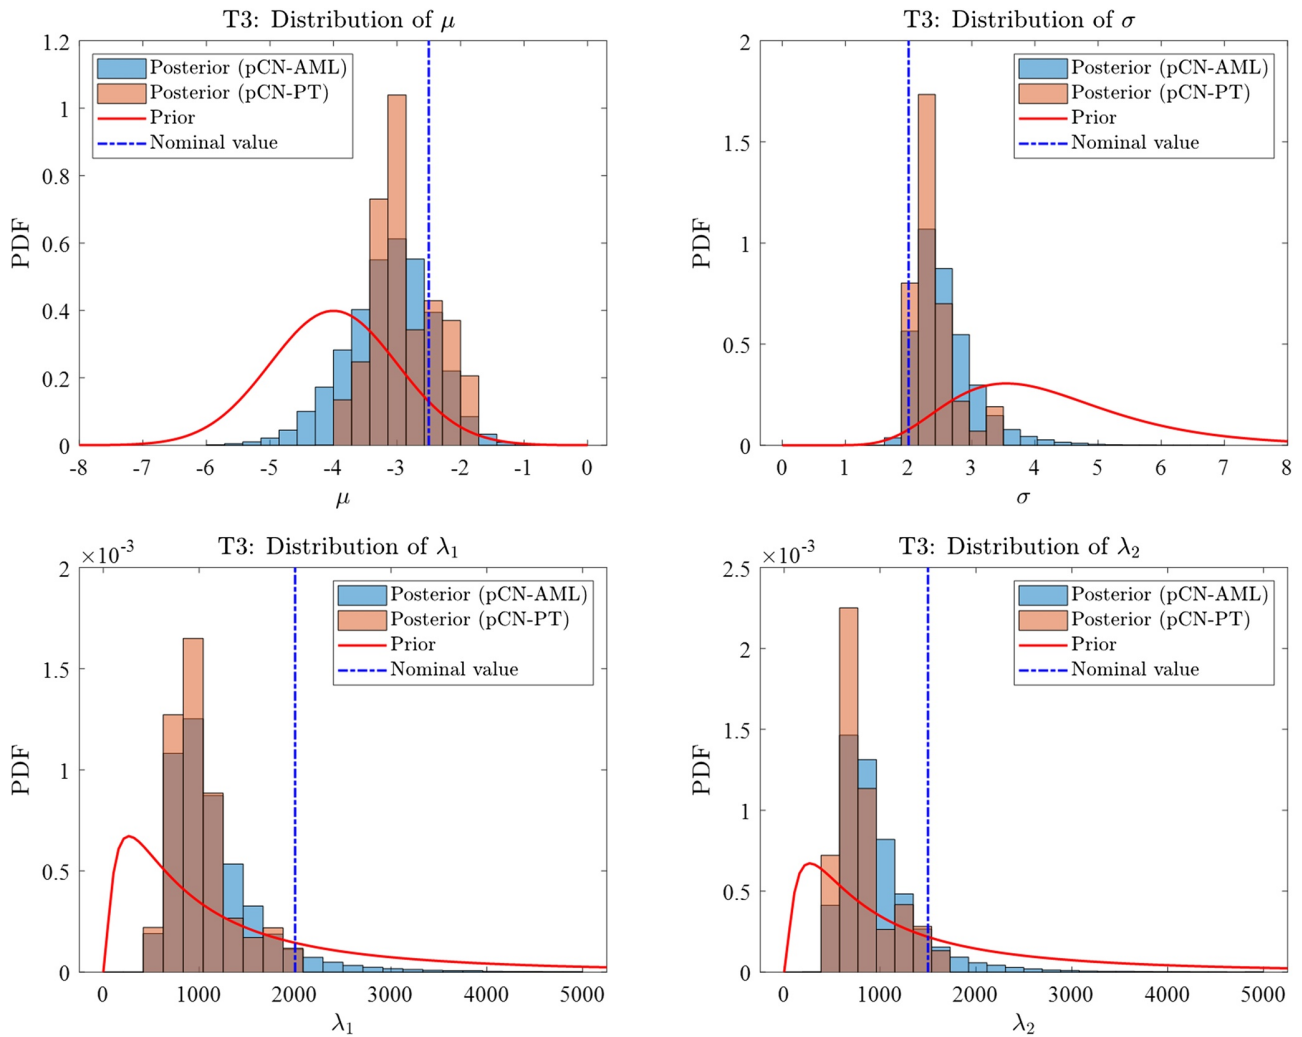 T3: Distribution of μ
1.2
1
0.8
0.6
0.4
0.2
0
PDF
Posterior (pCN-AML)
Posterior (pCN-PT)
Prior
Nominal value
-8 -7 -6 -5 -4 -3 -2 -1 0
μ
T3: Distribution of σ
2
1.5
1
0.5
0
PDF
Posterior (pCN-AML)
Posterior (pCN-PT)
Prior
Nominal value
0 1 2 3 4 5 6 7 8
σ
T3: Distribution of λ₁
×10⁻³
2
1.5
1
0.5
0
PDF
Posterior (pCN-AML)
Posterior (pCN-PT)
Prior
Nominal value
0 1000 2000 3000 4000 5000
λ₁
T3: Distribution of λ₂
×10⁻³
2.5
2
1.5
1
0.5
0
PDF
Posterior (pCN-AML)
Posterior (pCN-PT)
Prior
Nominal value
0 1000 2000 3000 4000 5000
λ₂